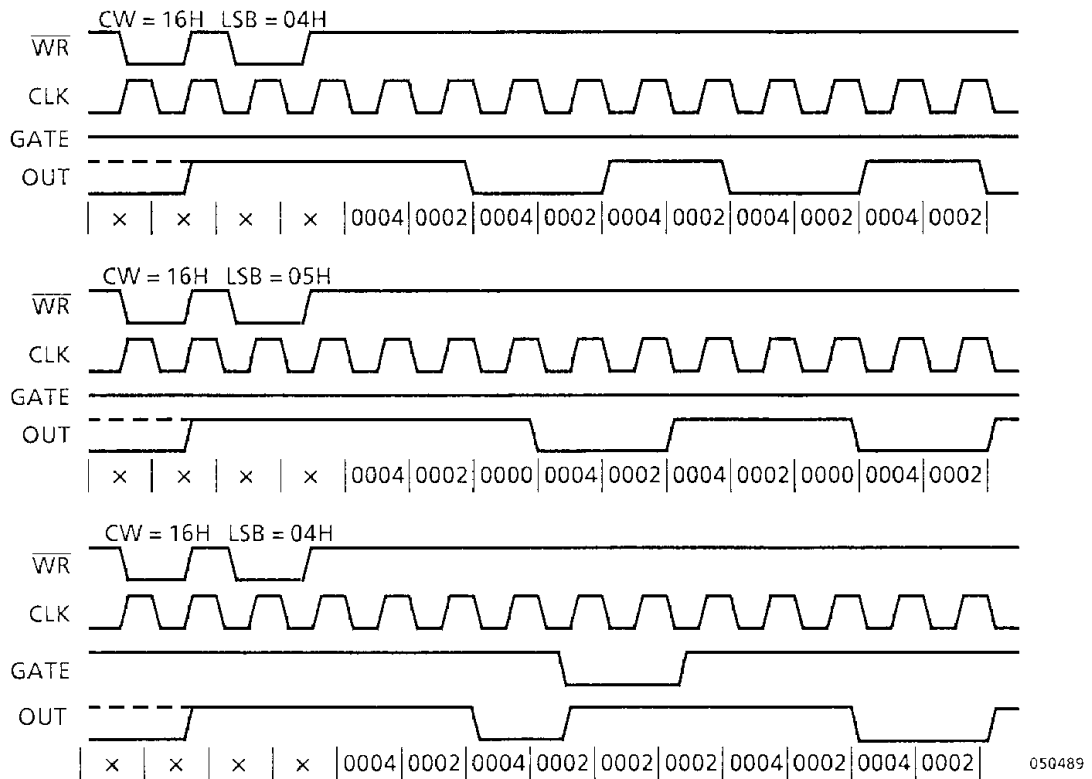 CW = 16H LSB = 04H
WR
CLK
GATE
OUT
× × × × 0004 0002 0004 0002 0004 0002 0004 0002 0004 0002
CW = 16H LSB = 05H
WR
CLK
GATE
OUT
× × × × 0004 0002 0000 0004 0002 0004 0002 0000 0004 0002
CW = 16H LSB = 04H
WR
CLK
GATE
OUT
× × × × 0004 0002 0004 0002 0002 0002 0004 0002 0004 0002
050489